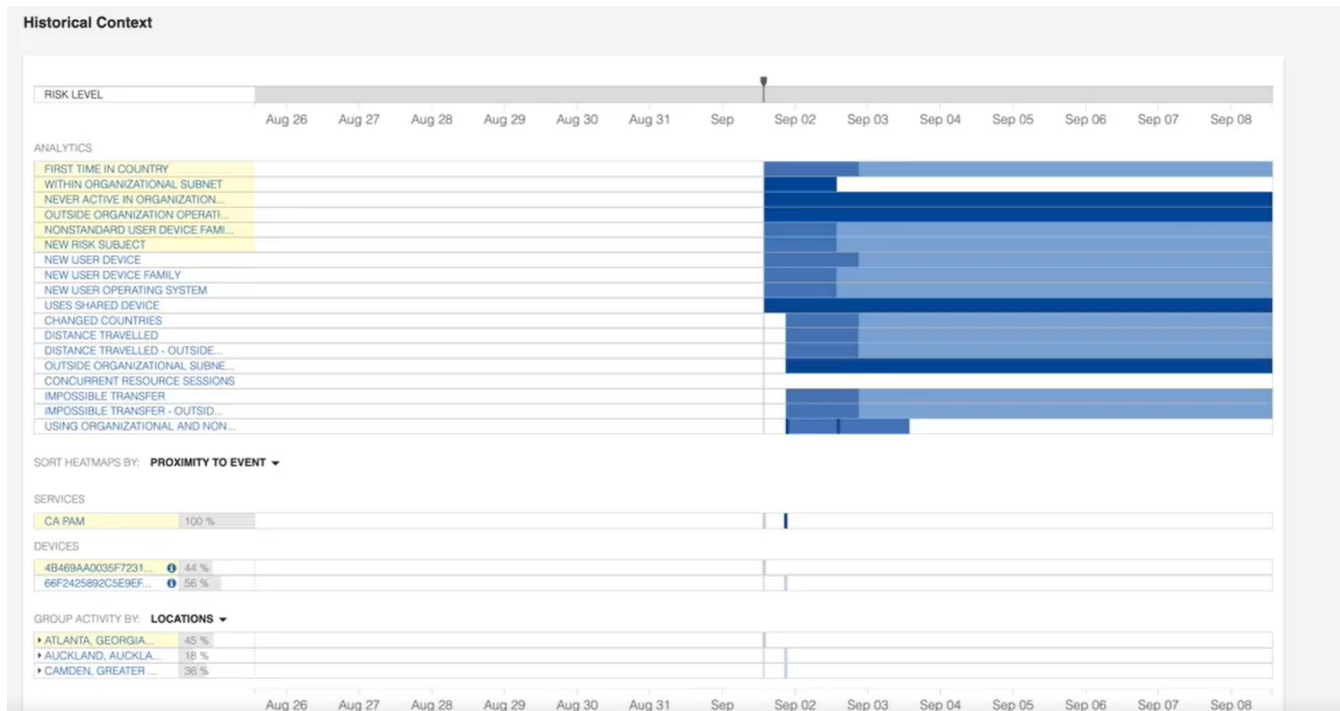 Historical Context
RISK LEVEL
Aug 26 Aug 27 Aug 28 Aug 29 Aug 30 Aug 31 Sep Sep 02 Sep 03 Sep 04 Sep 05 Sep 06 Sep 07 Sep 08
ANALYTICS
FIRST TIME IN COUNTRY
WITHIN ORGANIZATIONAL SUBNET
NEVER ACTIVE IN ORGANIZATION...
OUTSIDE ORGANIZATION OPERATI...
NONSTANDARD USER DEVICE FAMI...
NEW RISK SUBJECT
NEW USER DEVICE
NEW USER DEVICE FAMILY
NEW USER OPERATING SYSTEM
USES SHARED DEVICE
CHANGED COUNTRIES
DISTANCE TRAVELLED
DISTANCE TRAVELLED - OUTSIDE...
OUTSIDE ORGANIZATIONAL SUBNE...
CONCURRENT RESOURCE SESSIONS
IMPOSSIBLE TRANSFER
IMPOSSIBLE TRANSFER - OUTSID...
USING ORGANIZATIONAL AND NON...
SORT HEATMAPS BY: PROXIMITY TO EVENT
SERVICES
CA PAM 100 %
DEVICES
4B469AA0035F7231... 44 %
66F2425892C5E9EF... 56 %
GROUP ACTIVITY BY: LOCATIONS
ATLANTA, GEORGIA... 45 %
AUCKLAND, AUCKLA... 18 %
CAMDEN, GREATER ... 36 %
Aug 26 Aug 27 Aug 28 Aug 29 Aug 30 Aug 31 Sep Sep 02 Sep 03 Sep 04 Sep 05 Sep 06 Sep 07 Sep 08